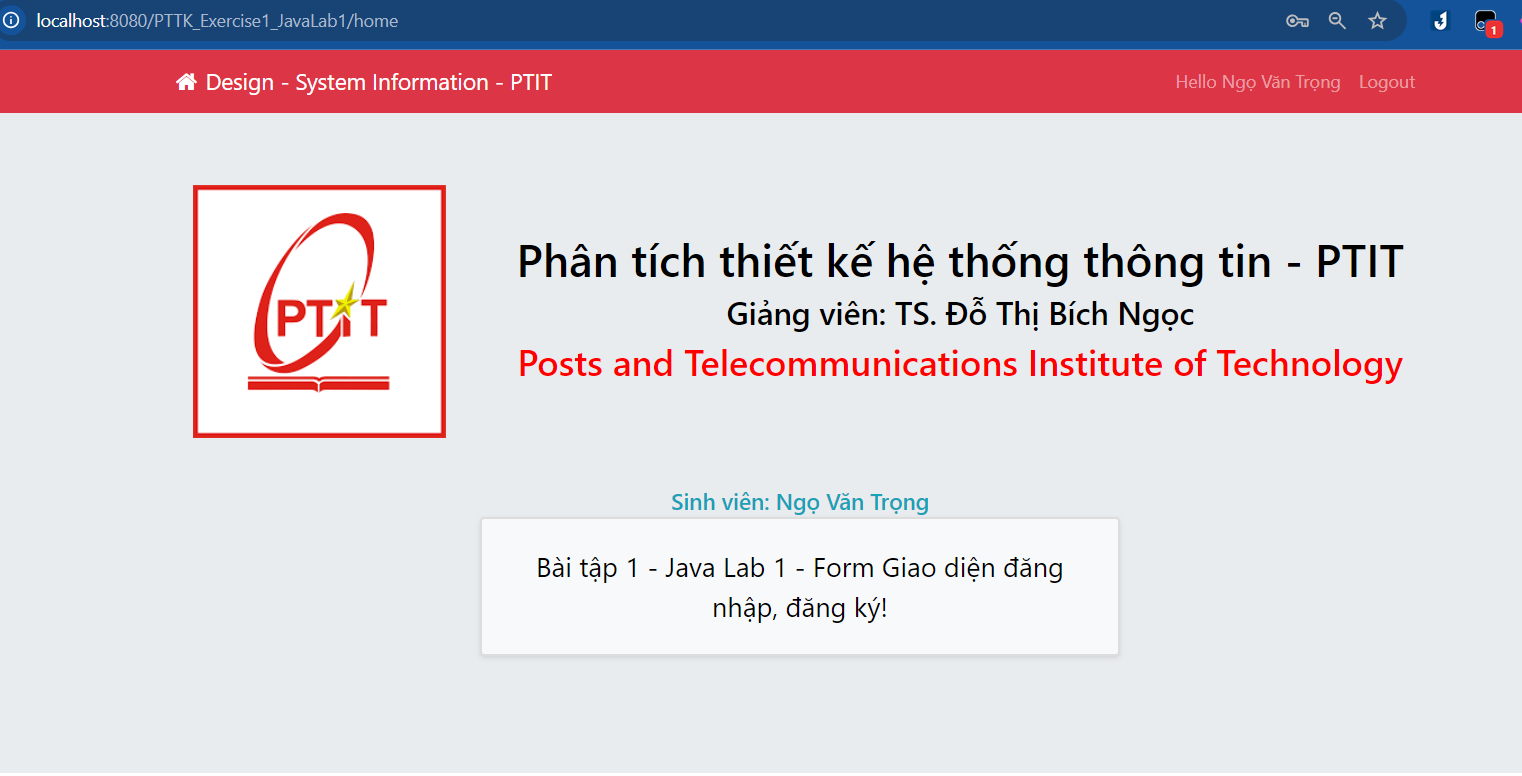 localhost:8080/PTTK_Exercise1_JavaLab1/home
1
Design - System Information - PTIT
Hello Ngọ Văn Trọng Logout
PTIT
Phân tích thiết kế hệ thống thông tin - PTIT
Giảng viên: TS. Đỗ Thị Bích Ngọc
Posts and Telecommunications Institute of Technology
Sinh viên: Ngọ Văn Trọng
Bài tập 1 - Java Lab 1 - Form Giao diện đăng
nhập, đăng ký!